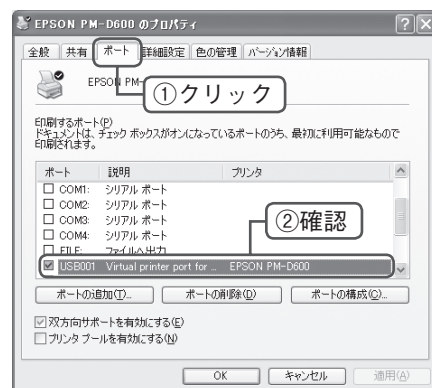 EPSON PM-D600 のプロパティ
全般 共有 ポート 詳細設定 色の管理 バージョン情報
EPSON PM-
①クリック
印刷するポート(P)
ドキュメントは、チェック ボックスがオンになっているポートのうち、最初に利用可能なもので
印刷されます。
ポート 説明 プリンタ
COM1: シリアル ポート
COM2: シリアル ポート
COM3: シリアル ポート
COM4: シリアル ポート
②確認
FILE: ファイルへ出力
USB001 Virtual printer port for ... EPSON PM-D600
ポートの追加(T)... ポートの削除(D) ポートの構成(C)...
双方向サポートを有効にする(E)
プリンタ プールを有効にする(N)
OK キャンセル 適用(A)